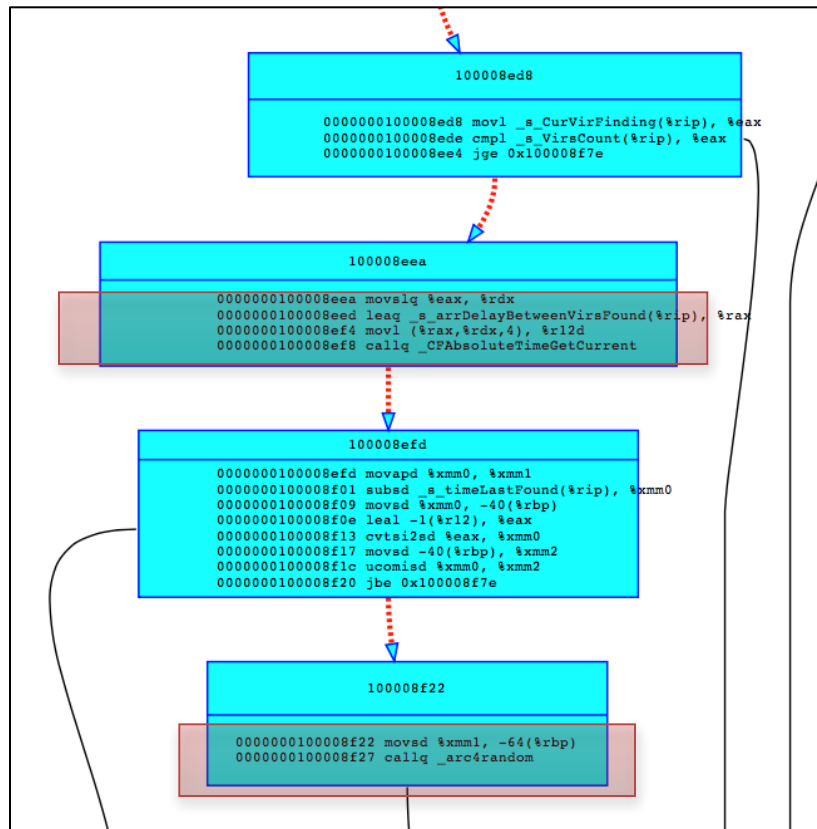 100008ed8
0000000100008ed8 movl _s_CurVirFinding(%rip), %eax
0000000100008ede cmpl _s_VirsCount(%rip), %eax
0000000100008ee4 jge 0x100008f7e
100008eea
0000000100008eea movslq %eax, %rdx
0000000100008eed leaq _s_arrDelayBetweenVirsFound(%rip), %rax
0000000100008ef4 movl (%rax,%rdx,4), %r12d
0000000100008ef8 callq _CFAbsoluteTimeGetCurrent
100008efd
0000000100008efd movapd %xmm0, %xmm1
0000000100008f01 subsd _s_timeLastFound(%rip), %xmm0
0000000100008f09 movsd %xmm0, -40(%rbp)
0000000100008f0e leal -1(%r12), %eax
0000000100008f13 cvtsi2sd %eax, %xmm0
0000000100008f17 movsd -40(%rbp), %xmm2
0000000100008f1c ucomisd %xmm0, %xmm2
0000000100008f20 jbe 0x100008f7e
100008f22
0000000100008f22 movsd %xmm1, -64(%rbp)
0000000100008f27 callq _arc4random